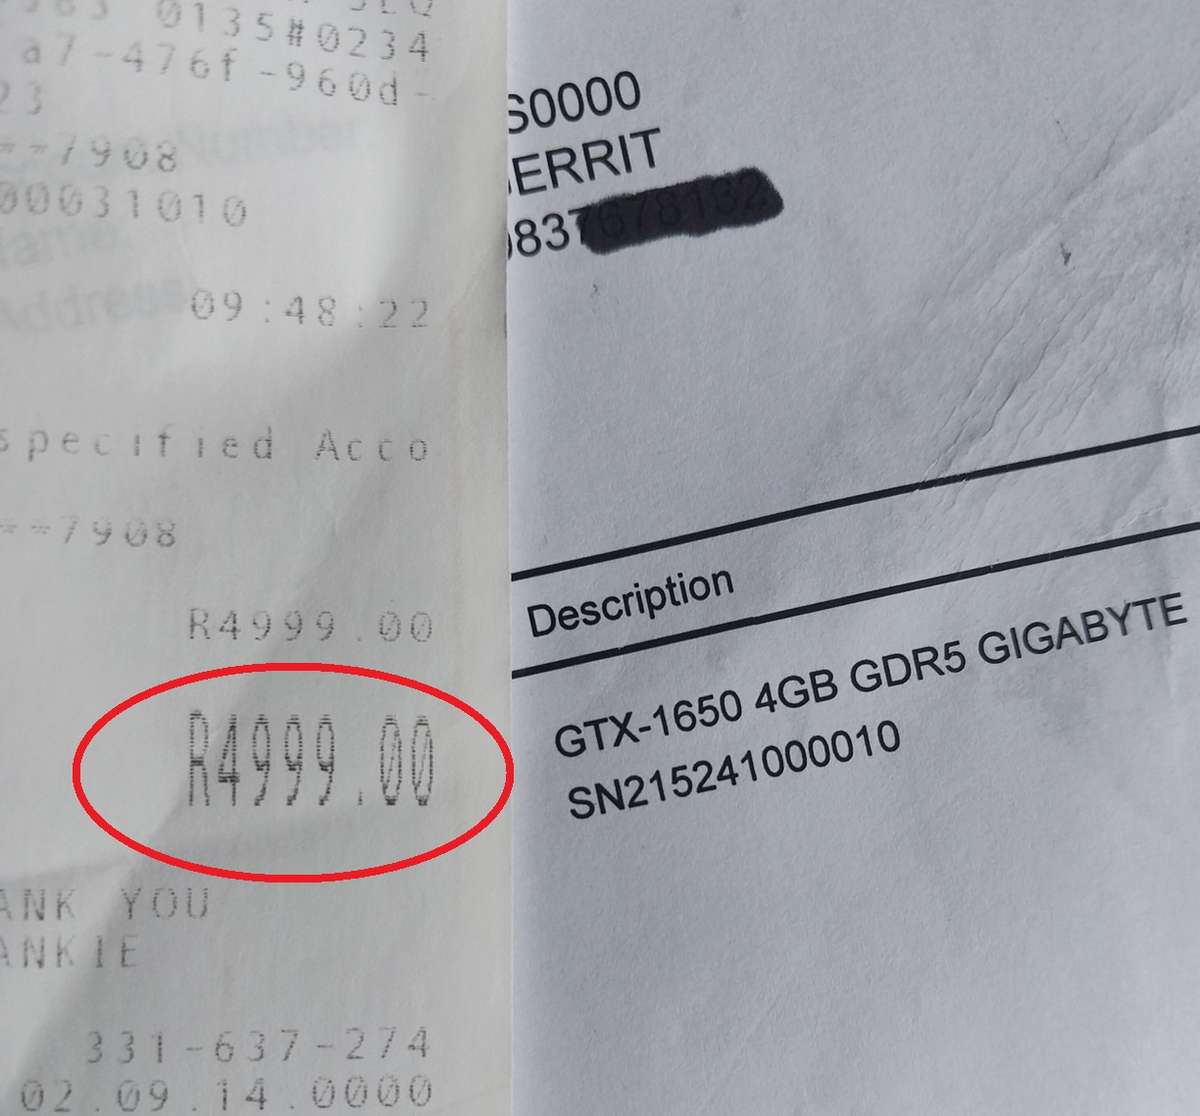 0135#0234
a7-476f-960d-
23
==7908
00031010
09:48:22
specified Acco
==7908
R4999.00
R4999.00
ANK YOU
ANKIE
331-637-274
02.09.14.0000
S0000
ERRIT
837
Description
GTX-1650 4GB GDR5 GIGABYTE
SN215241000010